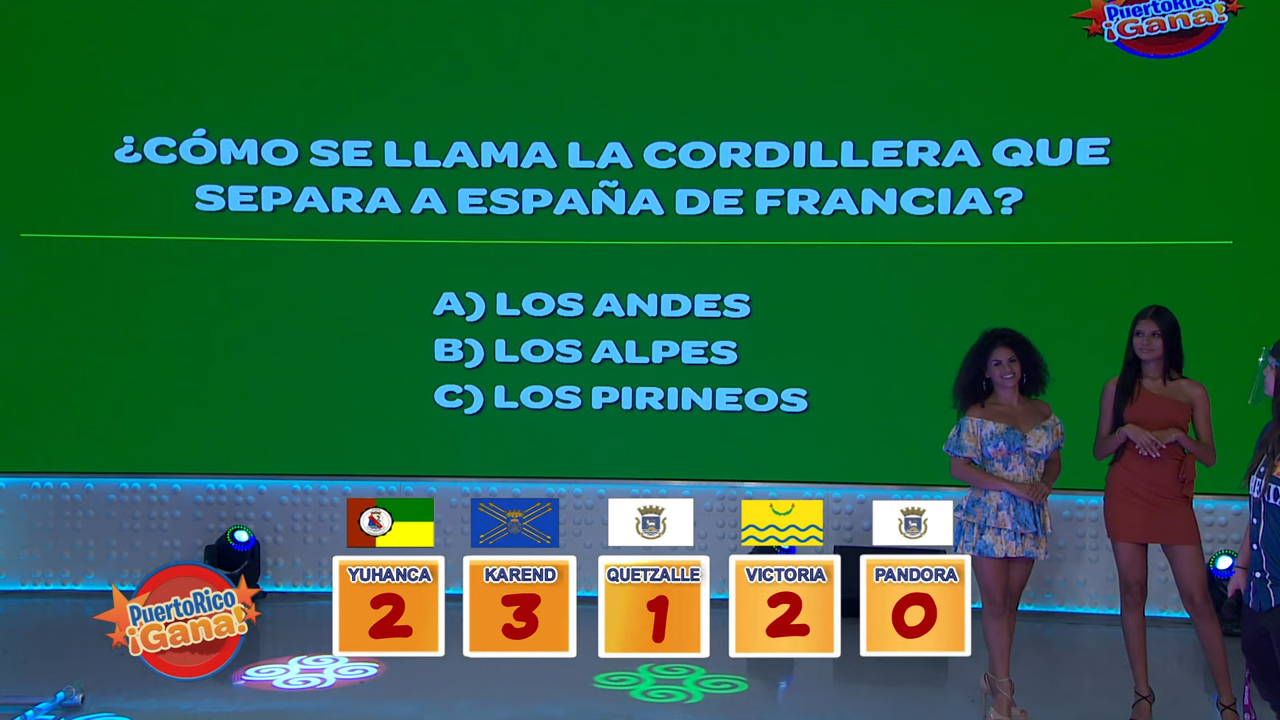 PuertoRico
¡Gana!
¿CÓMO SE LLAMA LA CORDILLERA QUE
SEPARA A ESPAÑA DE FRANCIA?
A) LOS ANDES
B) LOS ALPES
C) LOS PIRINEOS
YUHANCA
KAREND
QUETZALLE
VICTORIA
PANDORA
2
3
1
2
0
PuertoRico
¡Gana!